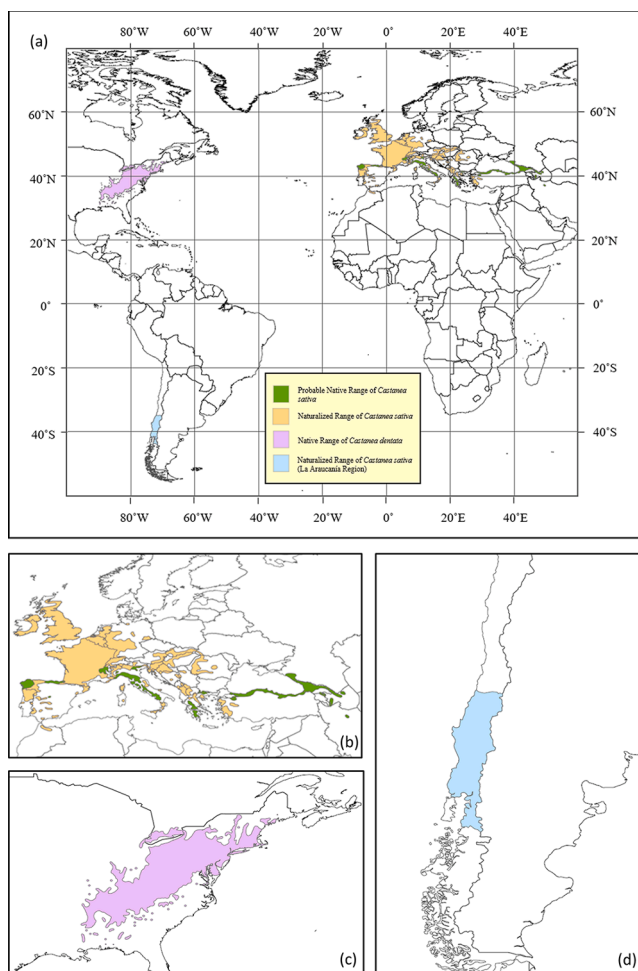 80°W 60°W 40°W 20°W 0° 20°E 40°E
(a)
60°N 60°N
40°N 40°N
20°N 20°N
0° 0°
20°S 20°S
40°S 40°S
Probable Native Range of Castanea
sativa
Naturalized Range of Castanea sativa
Native Range of Castanea dentata
Naturalized Range of Castanea sativa
(La Araucanía Region)
80°W 60°W 40°W 20°W 0° 20°E 40°E
(b)
(c)
(d)